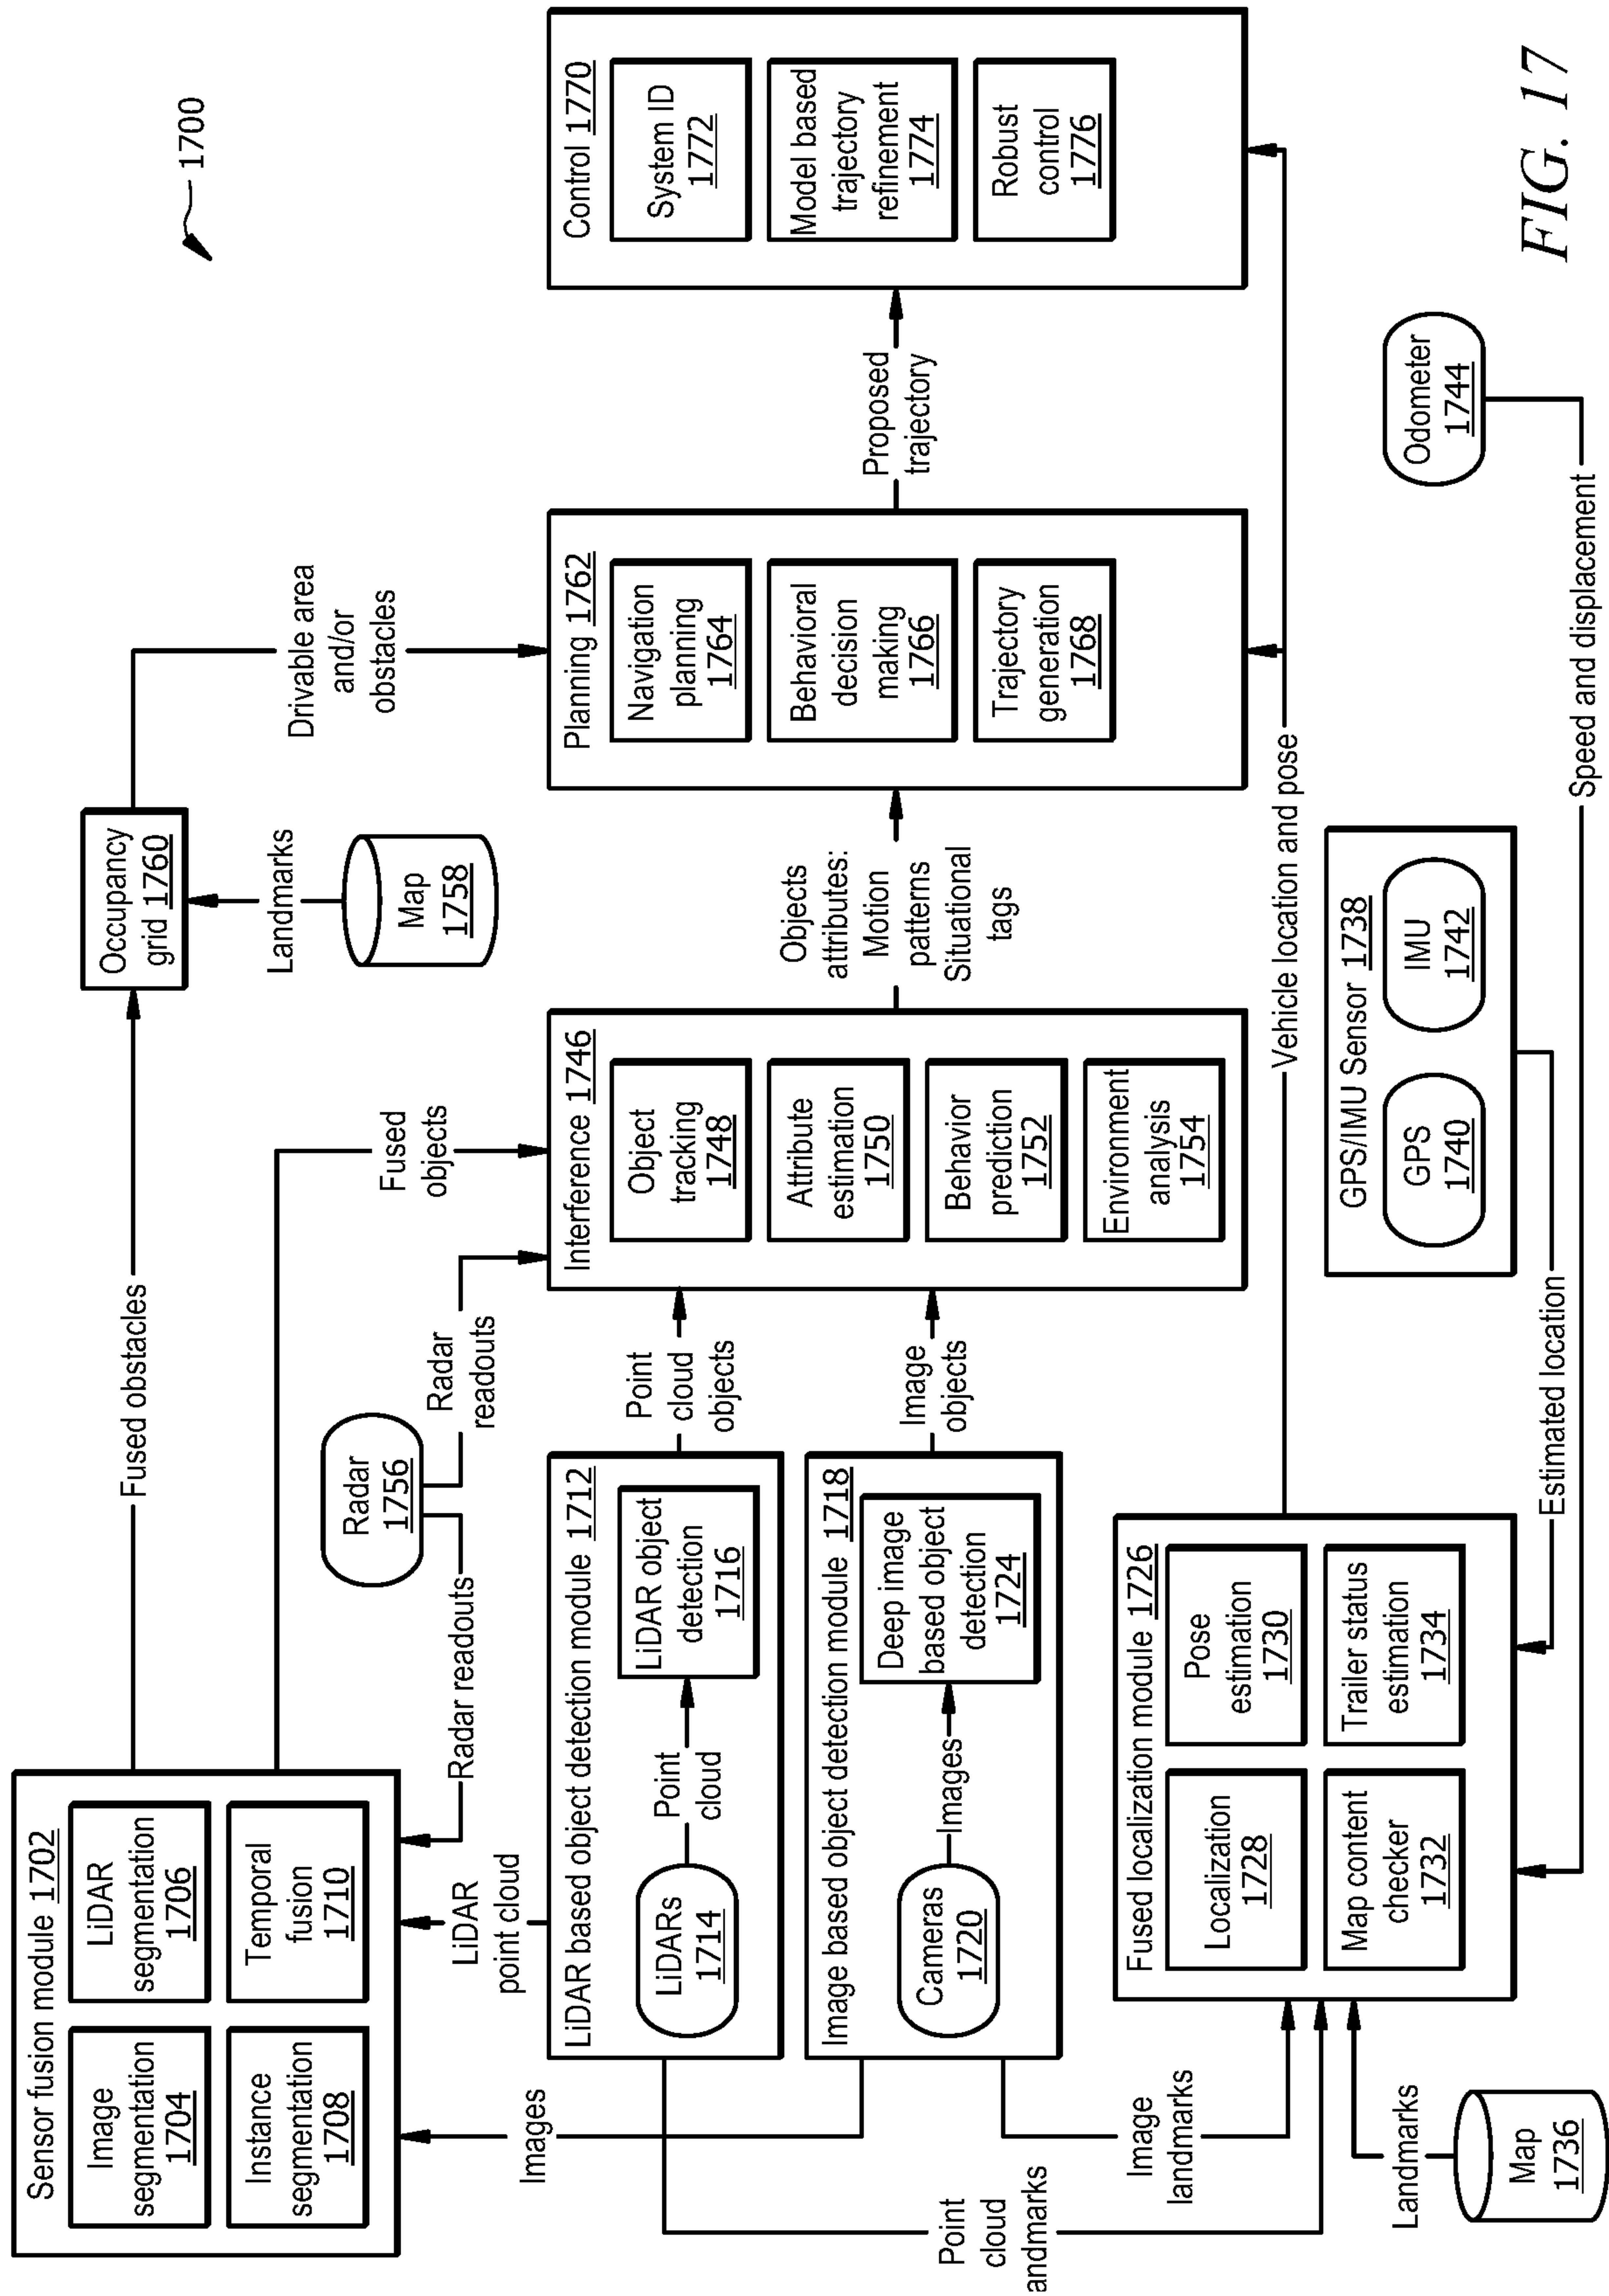 1700
Sensor fusion module 1702
Image
segmentation
1704
LiDAR
segmentation
1706
Instance
segmentation
1708
Temporal
fusion
1710
Fused obstacles
Occupancy
grid 1760
Landmarks
Map
1758
Drivable area
and/or
obstacles
Fused
objects
Radar
1756
Radar readouts
Radar
readouts
Images
LiDAR
point cloud
LiDAR based object detection module 1712
LiDARs
1714
Point
cloud
LiDAR object
detection
1716
Point
cloud
objects
Image based object detection module 1718
Cameras
1720
Images
Deep image
based object
detection
1724
Image
objects
Interference 1746
Object
tracking
1748
Attribute
estimation
1750
Behavior
prediction
1752
Environment
analysis
1754
Objects
attributes:
Motion
patterns
Situational
tags
Planning 1762
Navigation
planning
1764
Behavioral
decision
making
1766
Trajectory
generation
1768
Proposed
trajectory
Control 1770
System ID
1772
Model based
trajectory
refinement
1774
Robust
control
1776
Point
cloud
andmarks
Image
landmarks
Landmarks
Map
1736
Fused localization module 1726
Localization
1728
Pose
estimation
1730
Map content
checker
1732
Trailer status
estimation
1734
Vehicle location and pose
GPS/IMU Sensor 1738
GPS
1740
IMU
1742
Estimated location
Odometer
1744
Speed and displacement
FIG. 17